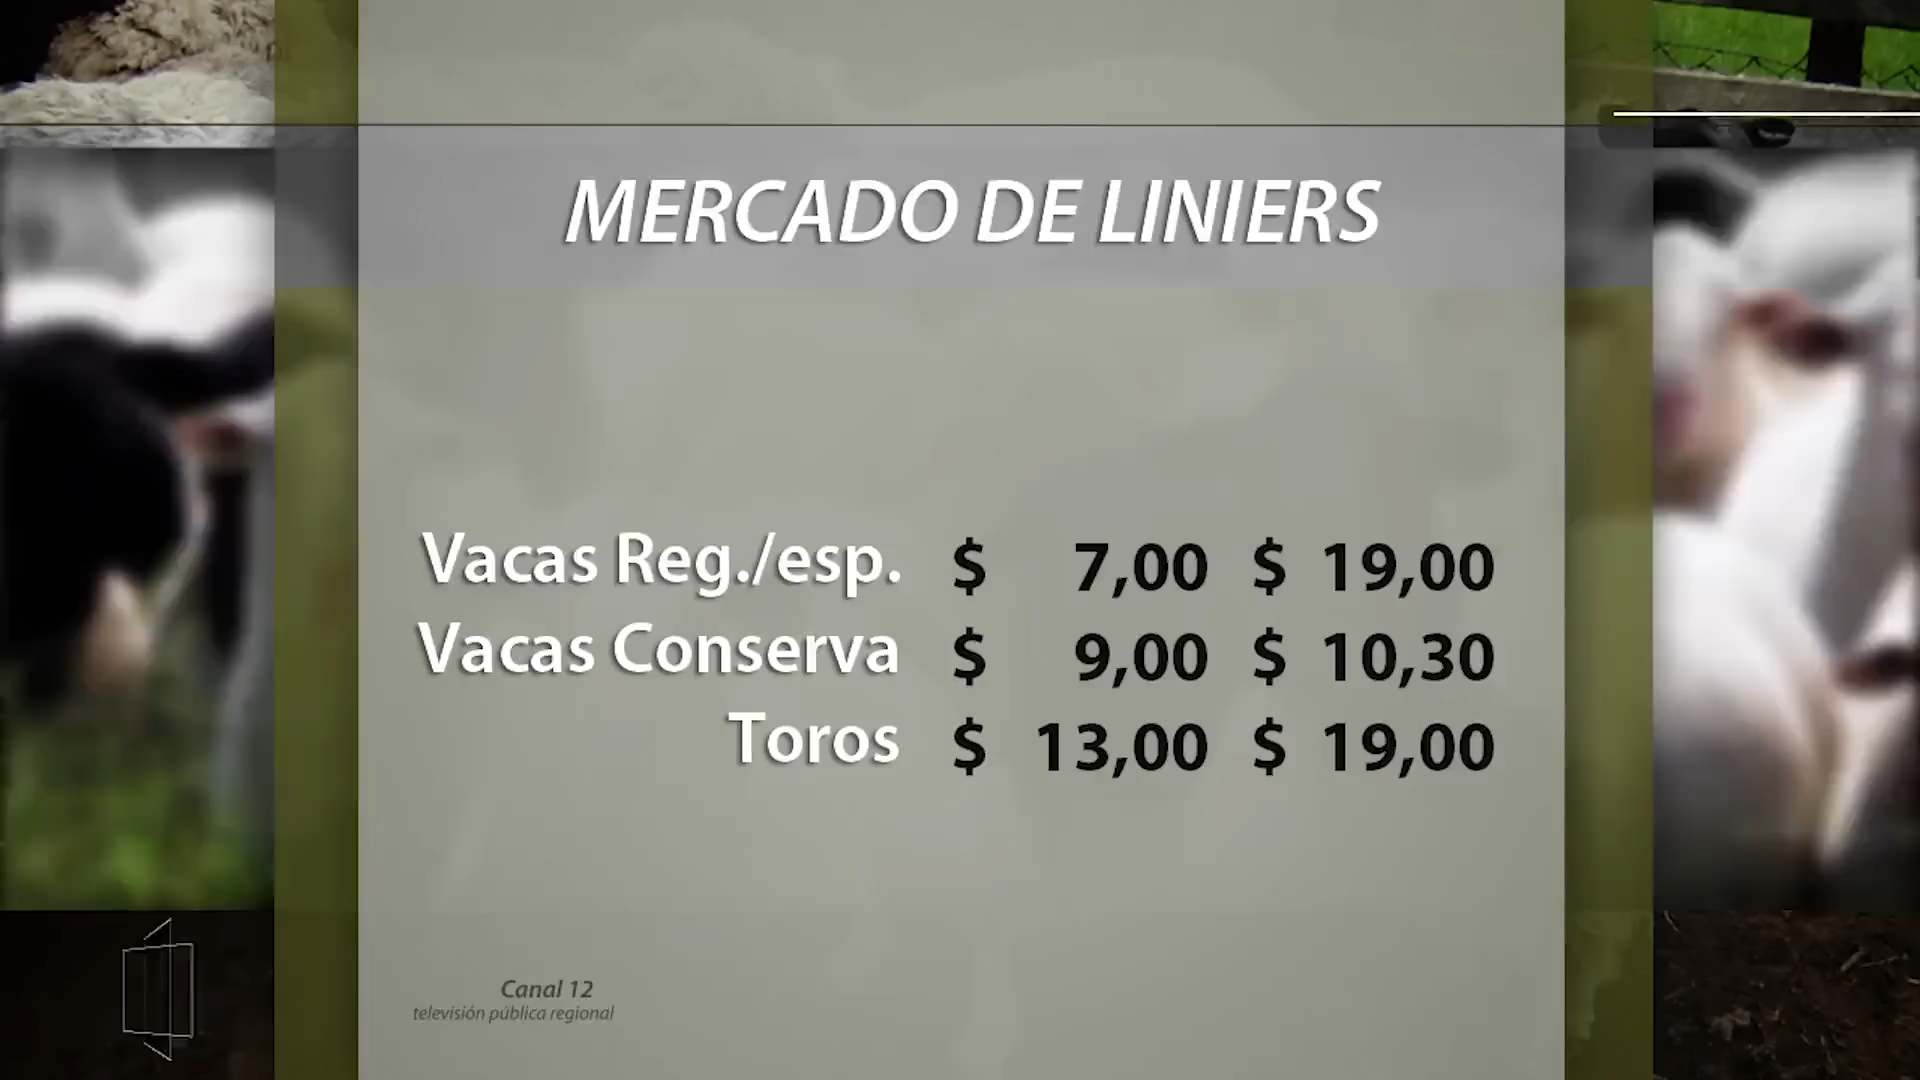 MERCADO DE LINIERS
Vacas Reg./esp. $ 7,00 $ 19,00
Vacas Conserva $ 9,00 $ 10,30
Toros $ 13,00 $ 19,00
Canal 12
televisión pública regional